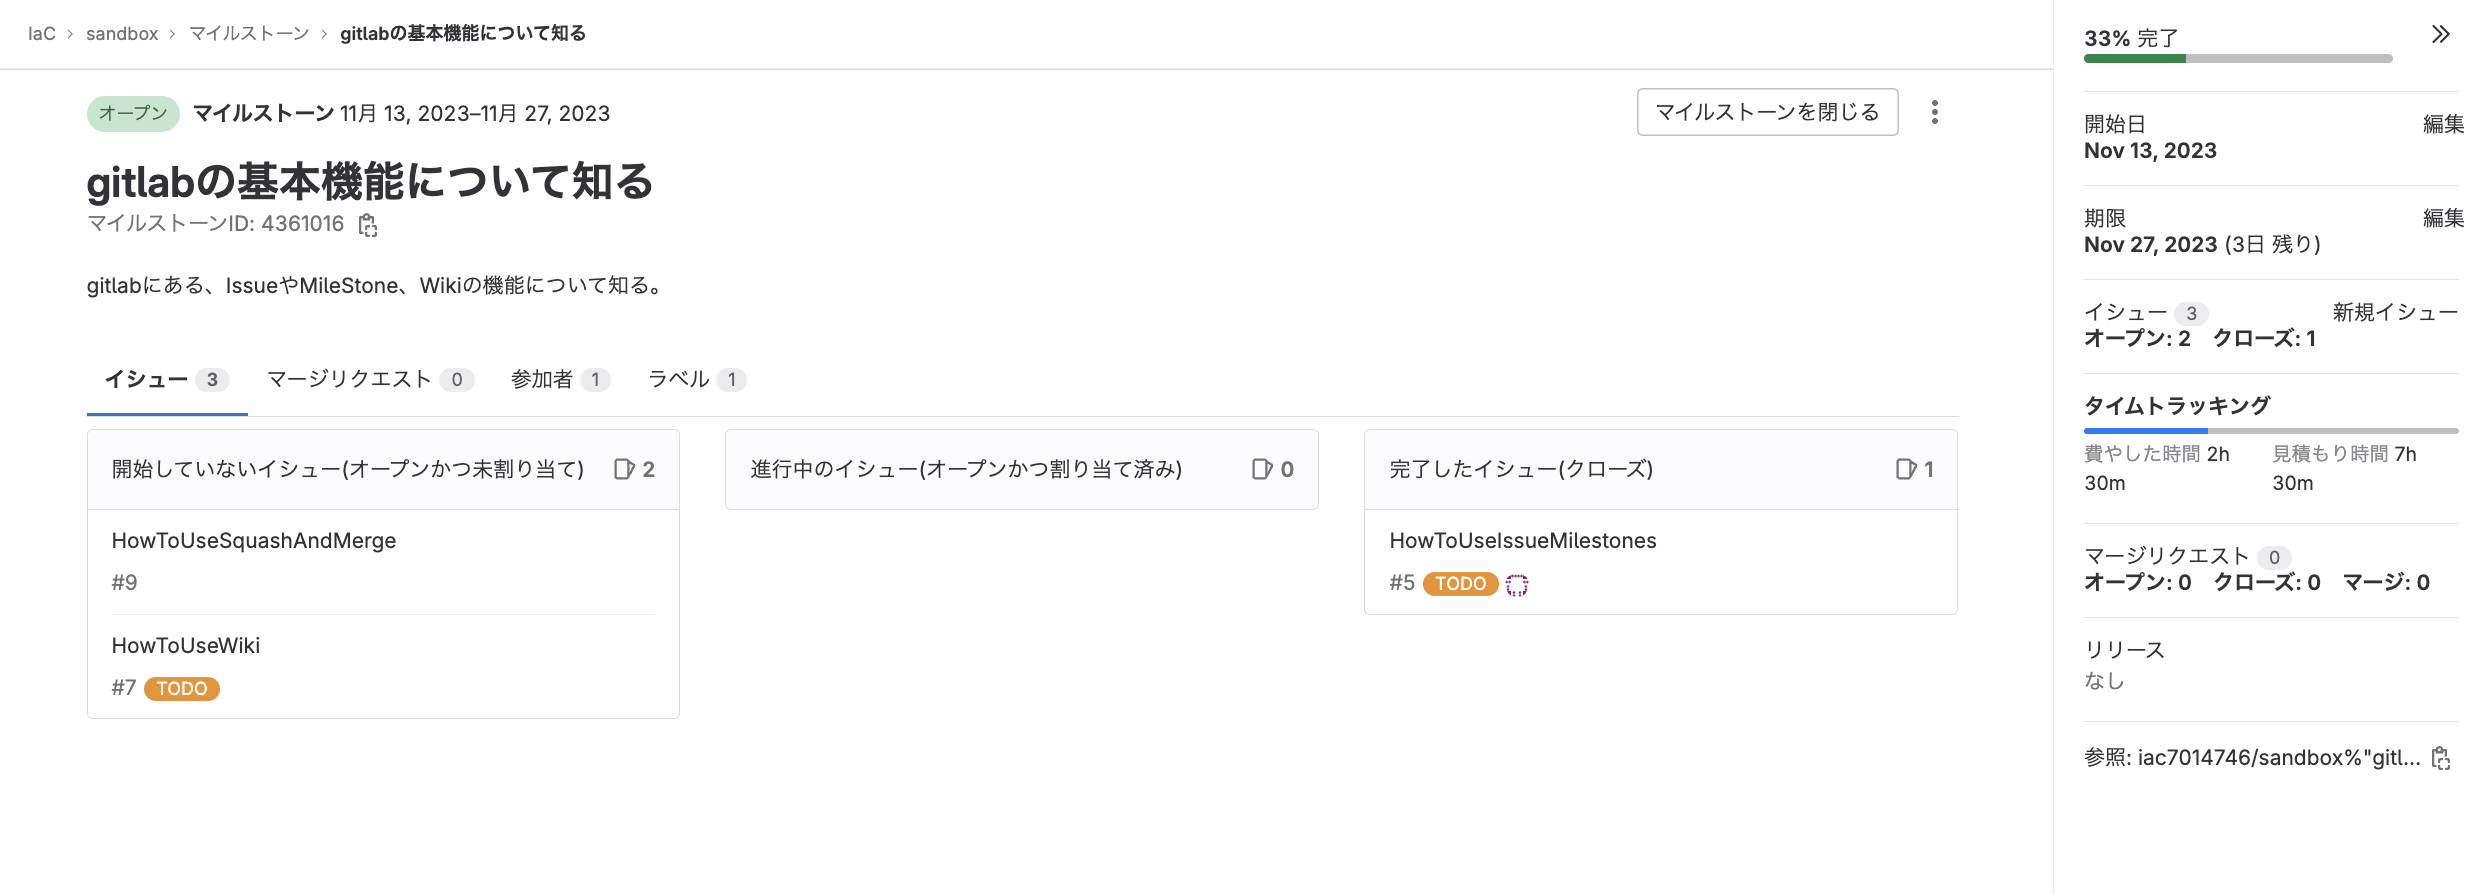 IaC › sandbox › マイルストーン › gitlabの基本機能について知る
オープン マイルストーン 11月 13, 2023–11月 27, 2023
マイルストーンを閉じる
gitlabの基本機能について知る
マイルストーンID: 4361016
gitlabにある、IssueやMileStone、Wikiの機能について知る。
イシュー 3 マージリクエスト 0 参加者 1 ラベル 1
開始していないイシュー(オープンかつ未割り当て) 2
HowToUseSquashAndMerge
#9
HowToUseWiki
#7 TODO
進行中のイシュー(オープンかつ割り当て済み) 0
完了したイシュー(クローズ) 1
HowToUseIssueMilestones
#5 TODO
33% 完了
開始日 編集
Nov 13, 2023
期限 編集
Nov 27, 2023 (3日 残り)
イシュー 3 新規イシュー
オープン: 2 クローズ: 1
タイムトラッキング
費やした時間 2h 30m
見積もり時間 7h 30m
マージリクエスト 0
オープン: 0 クローズ: 0 マージ: 0
リリース
なし
参照: iac7014746/sandbox%"gitl...